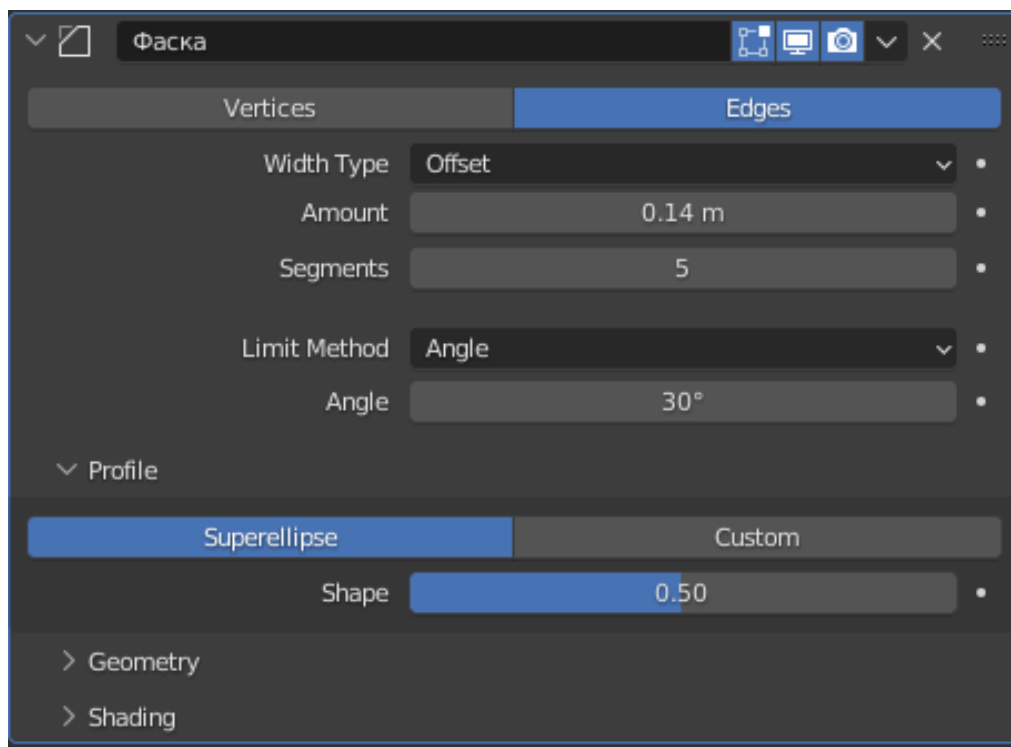 Фаска
Vertices Edges
Width Type Offset
Amount 0.14 m
Segments 5
Limit Method Angle
Angle 30°
Profile
Superellipse Custom
Shape 0.50
Geometry
Shading